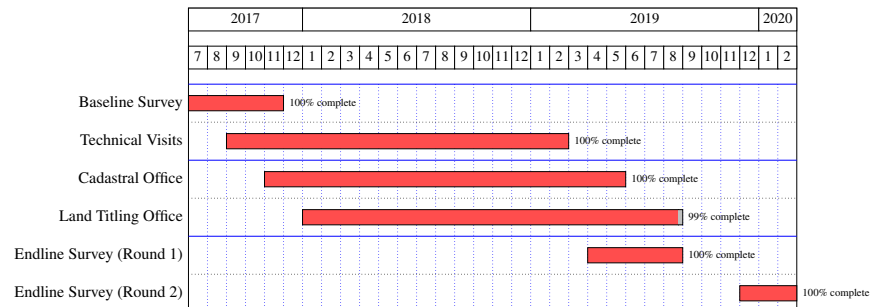 2017 2018 2019 2020
7 8 9 10 11 12 1 2 3 4 5 6 7 8 9 10 11 12 1 2 3 4 5 6 7 8 9 10 11 12 1 2
Baseline Survey 100% complete
Technical Visits 100% complete
Cadastral Office 100% complete
Land Titling Office 99% complete
Endline Survey (Round 1) 100% complete
Endline Survey (Round 2) 100% complete